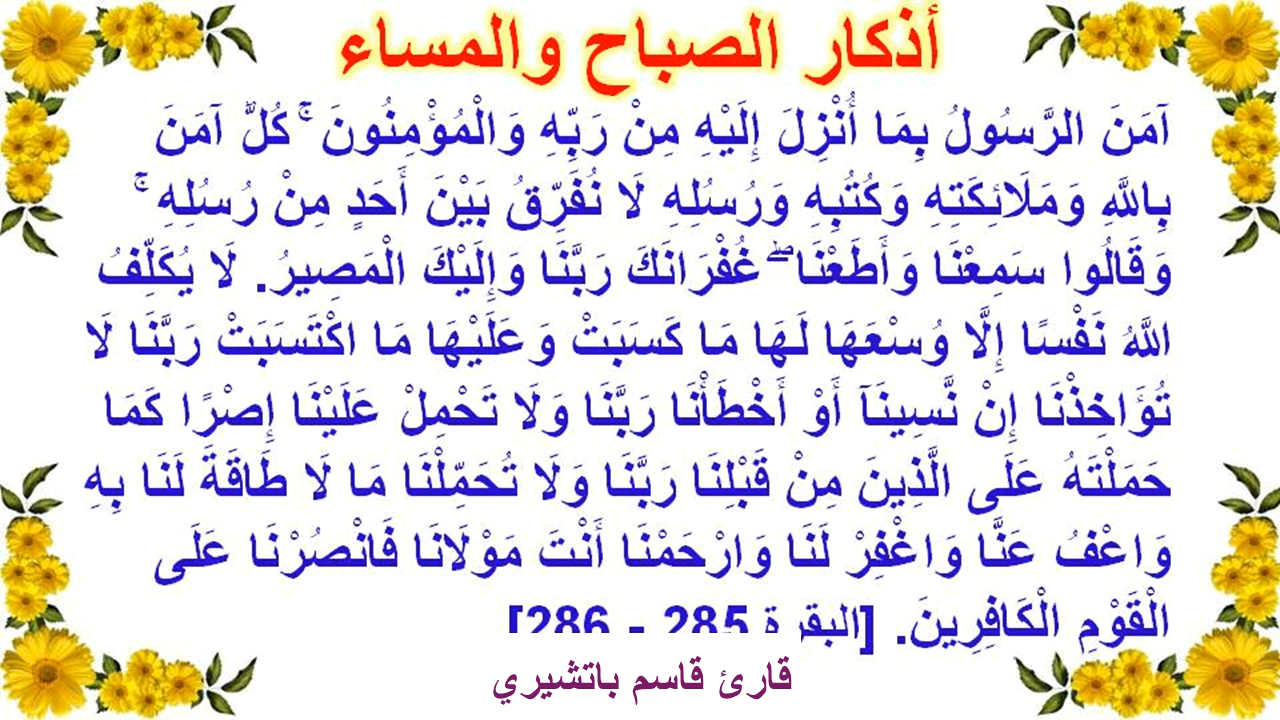 أذكار الصباح والمساء
آمَنَ الرَّسُولُ بِمَا أُنْزِلَ إِلَيْهِ مِنْ رَبِّهِ وَالْمُؤْمِنُونَ ۚ كُلٌّ آمَنَ
بِاللَّهِ وَمَلَائِكَتِهِ وَكُتُبِهِ وَرُسُلِهِ لَا نُفَرِّقُ بَيْنَ أَحَدٍ مِنْ رُسُلِهِ ۚ
وَقَالُوا سَمِعْنَا وَأَطَعْنَا ۖ غُفْرَانَكَ رَبَّنَا وَإِلَيْكَ الْمَصِيرُ. لَا يُكَلِّفُ
اللَّهُ نَفْسًا إِلَّا وُسْعَهَا لَهَا مَا كَسَبَتْ وَعَلَيْهَا مَا اكْتَسَبَتْ رَبَّنَا لَا
تُؤَاخِذْنَا إِنْ نَّسِينَآ أَوْ أَخْطَأْنَا رَبَّنَا وَلَا تَحْمِلْ عَلَيْنَا إِصْرًا كَمَا
حَمَلْتَهُ عَلَى الَّذِينَ مِنْ قَبْلِنَا رَبَّنَا وَلَا تُحَمِّلْنَا مَا لَا طَاقَةَ لَنَا بِهِ
وَاعْفُ عَنَّا وَاغْفِرْ لَنَا وَارْحَمْنَا أَنْتَ مَوْلَانَا فَانْصُرْنَا عَلَى
الْقَوْمِ الْكَافِرِينَ. [البقرة 285 - 286]
قارئ قاسم باتشيري